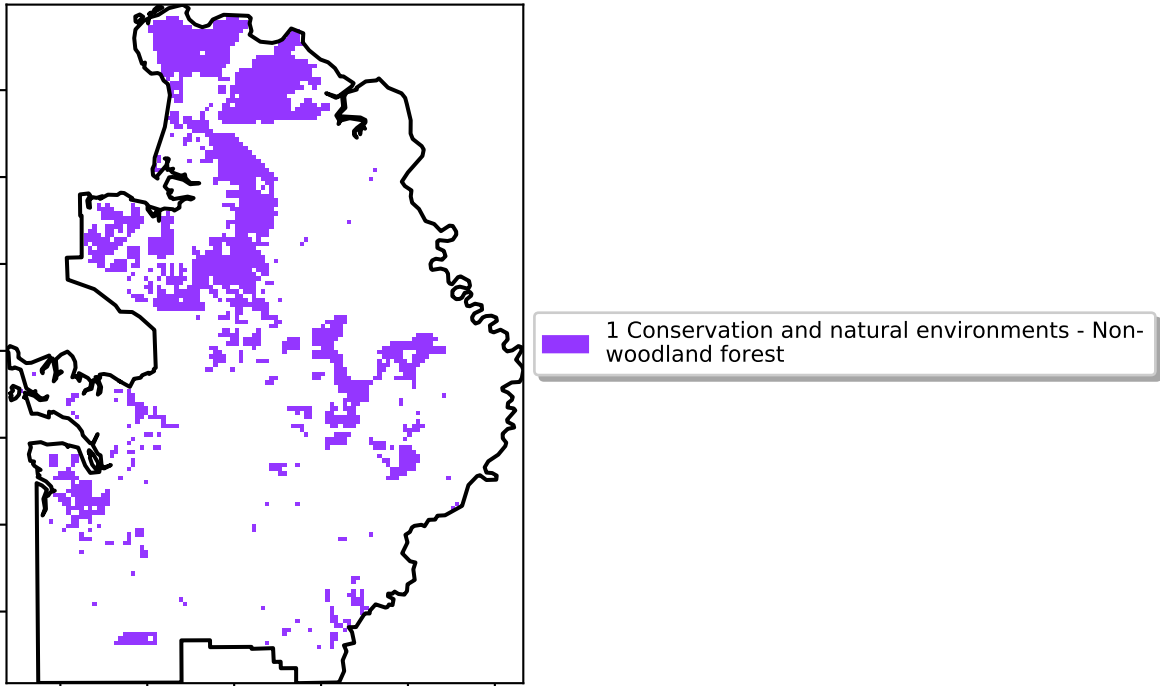 1 Conservation and natural environments - Non-
woodland forest